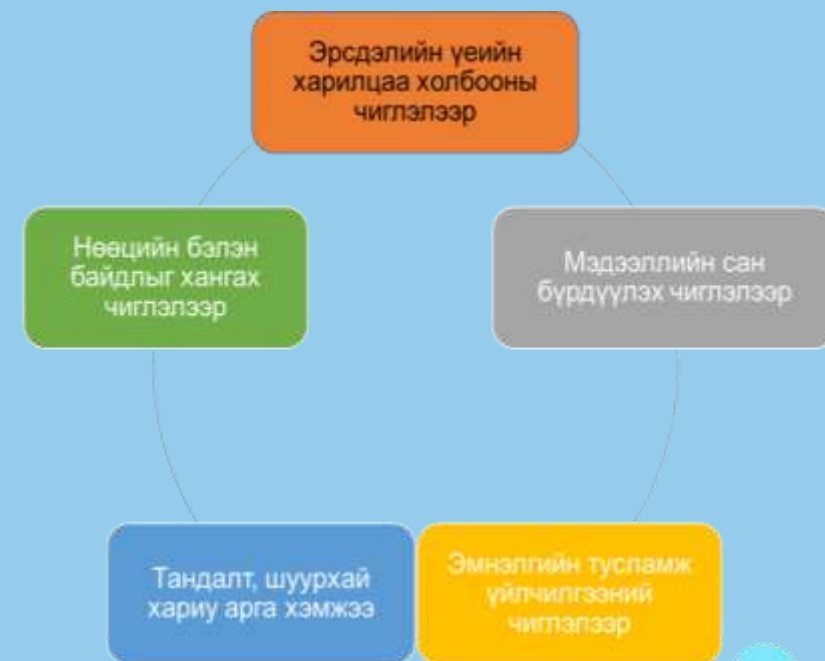 Эрсдэлийн үеийн
харилцаа холбооны
чиглэлээр
Нөөцийн бэлэн
байдлыг хангах
чиглэлээр
Мэдээллийн сан
бүрдүүлэх чиглэлээр
Тандалт, шуурхай
хариу арга хэмжээ
Эмнэлгийн тусламж
үйлчилгээний
чиглэлээр